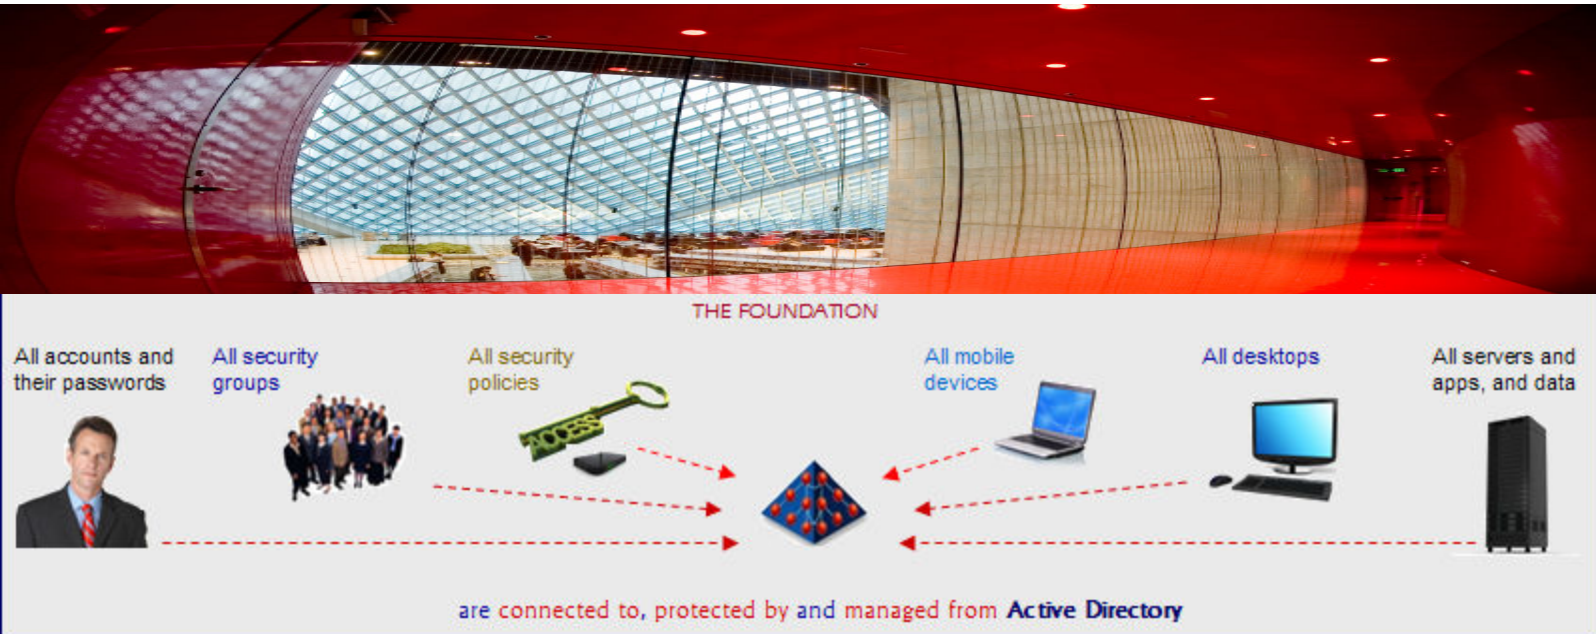 THE FOUNDATION
All accounts and
their passwords
All security
groups
All security
policies
All mobile
devices
All desktops
All servers and
apps, and data
ACCESS
are connected to, protected by and managed from Active Directory